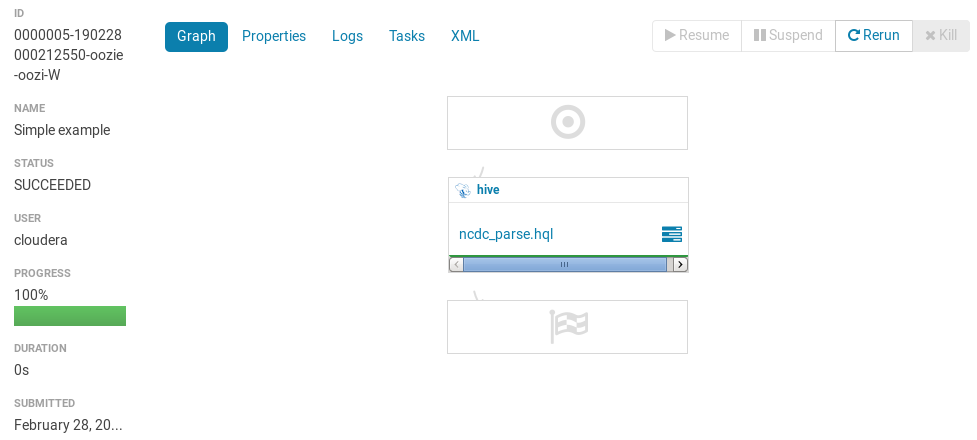 ID
0000005-190228
000212550-oozie
-oozi-W
NAME
Simple example
STATUS
SUCCEEDED
USER
cloudera
PROGRESS
100%
DURATION
0s
SUBMITTED
February 28, 20...
Graph Properties Logs Tasks XML
Resume Suspend Rerun Kill
hive
ncdc_parse.hql